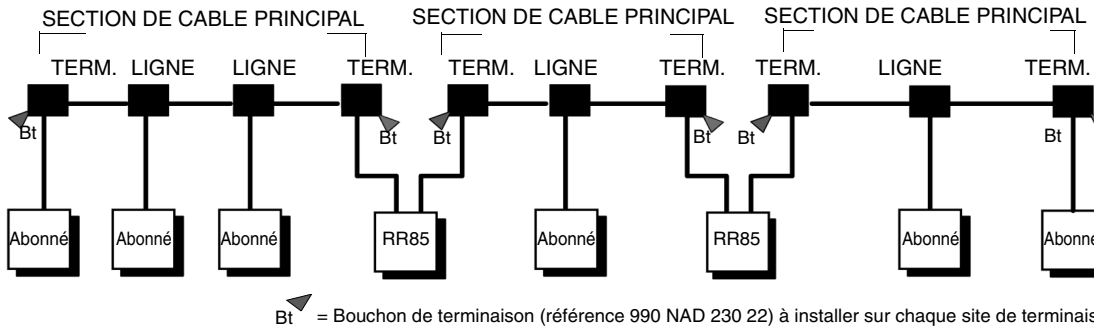 SECTION DE CABLE PRINCIPAL SECTION DE CABLE PRINCIPAL SECTION DE CABLE PRINCIPAL
TERM. LIGNE LIGNE TERM. TERM. LIGNE TERM. TERM. LIGNE TERM.
Bt Bt Bt Bt Bt Bt
Abonné Abonné Abonné RR85 Abonné RR85 Abonné Abonné
Bt = Bouchon de terminaison (référence 990 NAD 230 22) à installer sur chaque site de